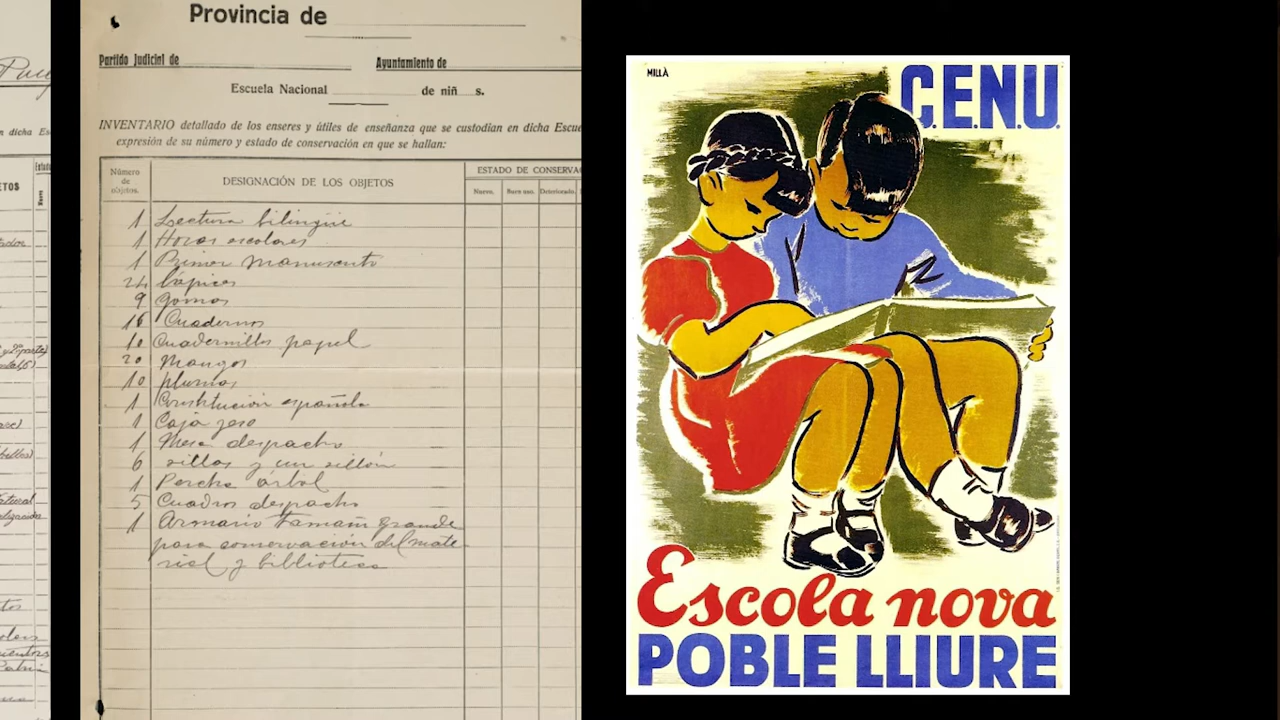 Provincia de
Partido Judicial de
Ayuntamiento de
Escuela Nacional de niñ s.
INVENTARIO detallado de los enseres y útiles de enseñanza que se custodian en dicha Escue
expresión de su número y estado de conservación en que se hallan:
Número de objetos.
DESIGNACIÓN DE LOS OBJETOS
ESTADO DE CONSERVA
Nuevo. Buen uso. Deteriorado.
1 Lectura bilingüe
1 Horas escolares
1 Primer Manuscrito
24 lápices
9 gomas
16 Cuadernos
10 Cuadernillos papel
20 Mangos
10 plumas
1 Constitución española
1 Caja yeso
1 Mesa despacho
6 sillas y un sillón
1 Percha árbol
5 Cuadros despacho
1 Armario tamaño grande
para conservación del mate-
rial y biblioteca
MILLÀ
C.E.N.U.
Escola nova
POBLE LLIURE